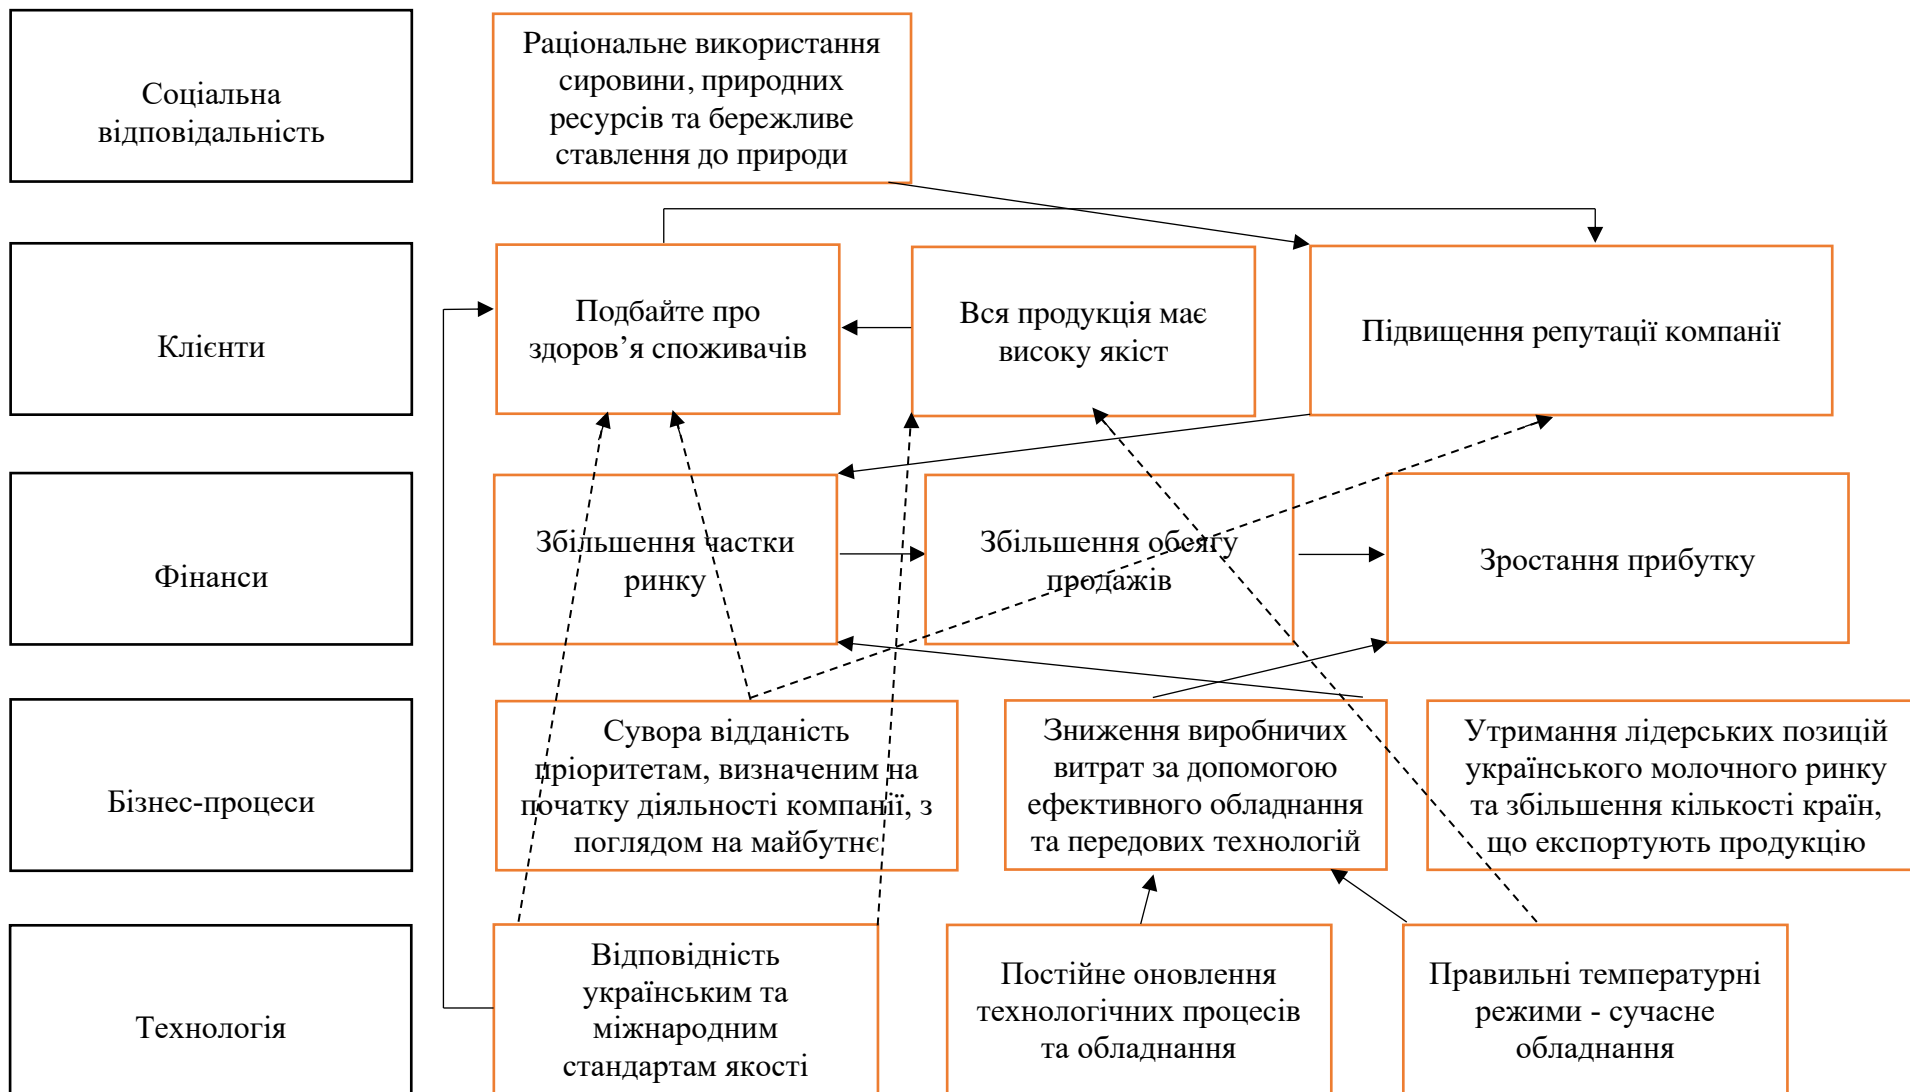 Соціальна
відповідальність
Раціональне використання
сировини, природних
ресурсів та бережливе
ставлення до природи
Клієнти
Подбайте про
здоров’я споживачів
Вся продукція має
високу якіст
Підвищення репутації компанії
Фінанси
Збільшення частки
ринку
Збільшення обсягу
продажів
Зростання прибутку
Бізнес-процеси
Сувора відданість
пріоритетам, визначеним на
початку діяльності компанії, з
поглядом на майбутнє
Зниження виробничих
витрат за допомогою
ефективного обладнання
та передових технологій
Утримання лідерських позицій
українського молочного ринку
та збільшення кількості країн,
що експортують продукцію
Технологія
Відповідність
українським та
міжнародним
стандартам якості
Постійне оновлення
технологічних процесів
та обладнання
Правильні температурні
режими - сучасне
обладнання